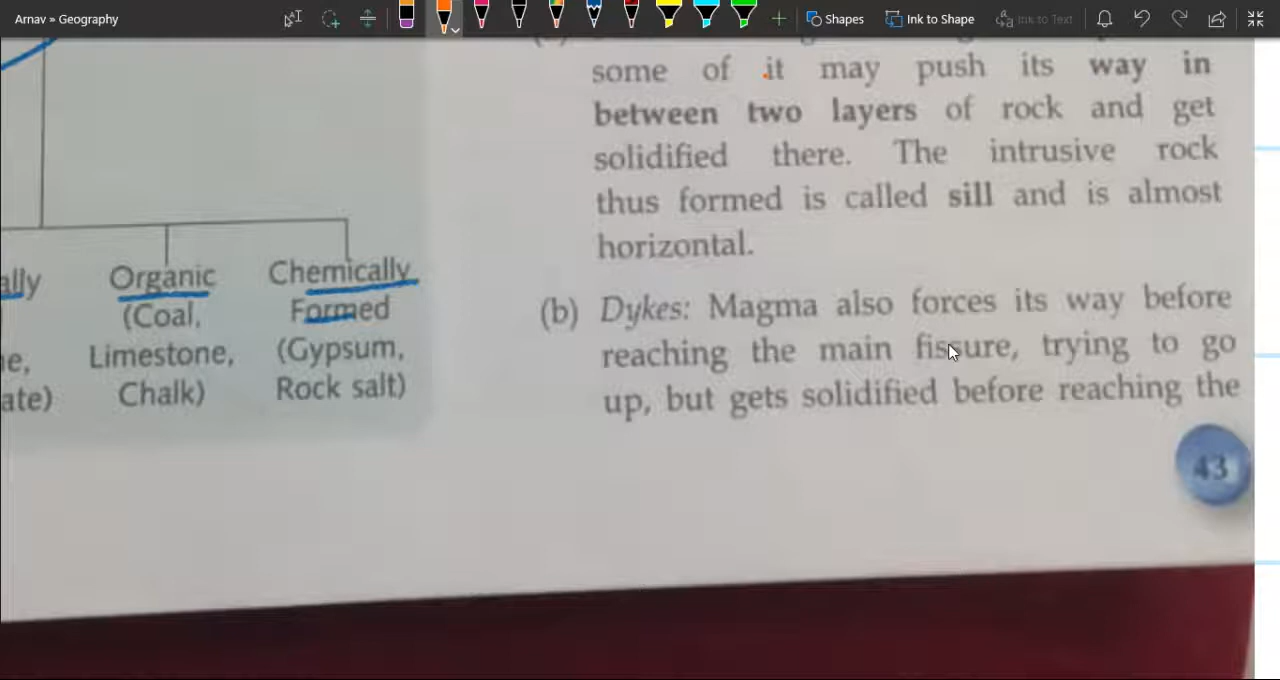 Arnav » Geography
Shapes
Ink to Shape
Ink to Text
some of it may push its way in
between two layers of rock and get
solidified there. The intrusive rock
thus formed is called sill and is almost
horizontal.
(b) Dykes: Magma also forces its way before
reaching the main fissure, trying to go
up, but gets solidified before reaching the
43
ally
Organic
(Coal,
Limestone,
Chalk)
Chemically
Formed
(Gypsum,
Rock salt)
ne,
ate)